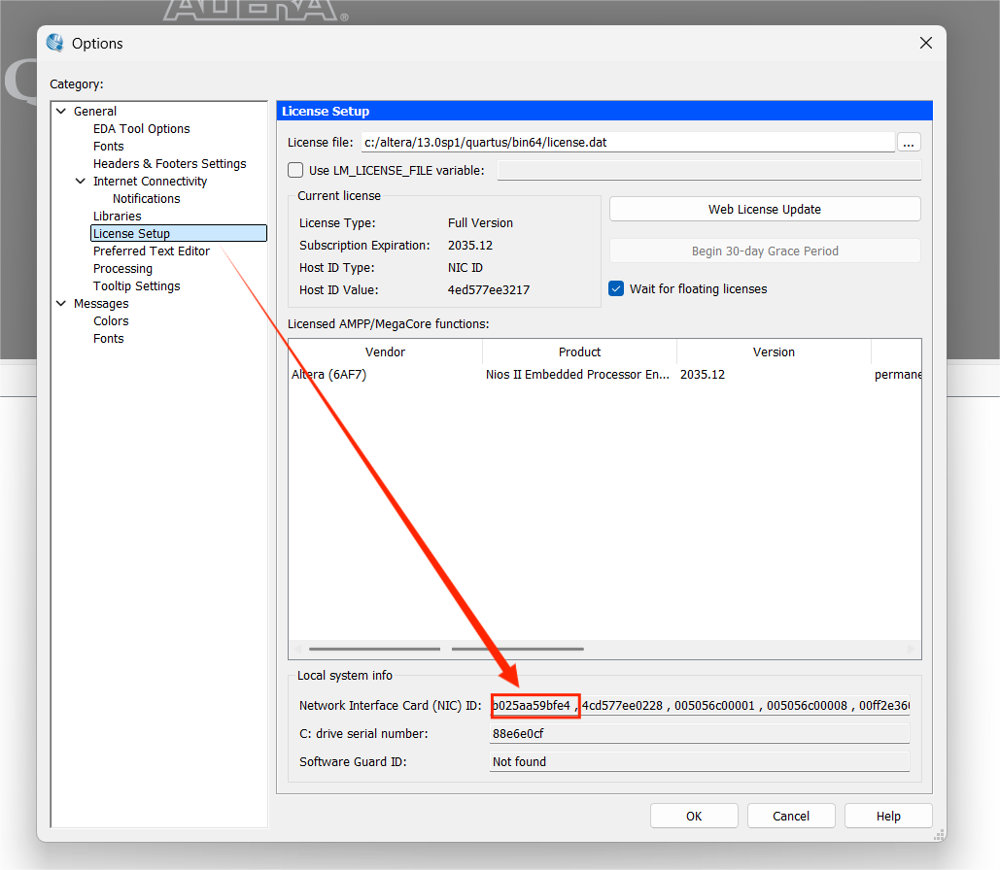 ALTERA®
Q
Options
Category:
General
EDA Tool Options
Fonts
Headers & Footers Settings
Internet Connectivity
Notifications
Libraries
License Setup
Preferred Text Editor
Processing
Tooltip Settings
Messages
Colors
Fonts
License Setup
License file: c:/altera/13.0sp1/quartus/bin64/license.dat ...
Use LM_LICENSE_FILE variable:
Current license
License Type: Full Version
Subscription Expiration: 2035.12
Host ID Type: NIC ID
Host ID Value: 4ed577ee3217
Web License Update
Begin 30-day Grace Period
Wait for floating licenses
Licensed AMPP/MegaCore functions:
Vendor Product Version
Altera (6AF7) Nios II Embedded Processor En... 2035.12 permane
Local system info
Network Interface Card (NIC) ID: b025aa59bfe4 , 4cd577ee0228 , 005056c00001 , 005056c00008 , 00ff2e36
C: drive serial number: 88e6e0cf
Software Guard ID: Not found
OK Cancel Help